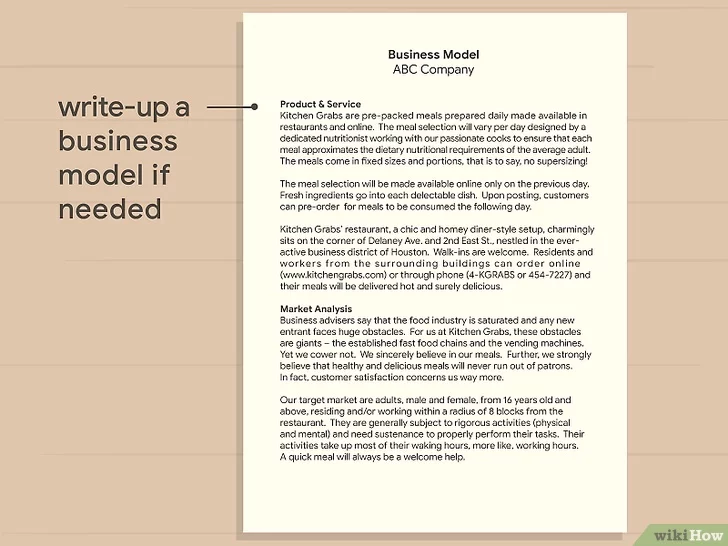 write-up a
business
model if
needed
Business Model
ABC Company
Product & Service
Kitchen Grabs are pre-packed meals prepared daily made available in
restaurants and online. The meal selection will vary per day designed by a
dedicated nutritionist working with our passionate cooks to ensure that each
meal approximates the dietary nutritional requirements of the average adult.
The meals come in fixed sizes and portions, that is to say, no supersizing!
The meal selection will be made available online only on the previous day.
Fresh ingredients go into each delectable dish. Upon posting, customers
can pre-order for meals to be consumed the following day.
Kitchen Grabs' restaurant, a chic and homey diner-style setup, charmingly
sits on the corner of Delaney Ave. and 2nd East St., nestled in the ever-
active business district of Houston. Walk-ins are welcome. Residents and
workers from the surrounding buildings can order online
(www.kitchengrabs.com) or through phone (4-KGRABS or 454-7227) and
their meals will be delivered hot and surely delicious.
Market Analysis
Business advisers say that the food industry is saturated and any new
entrant faces huge obstacles. For us at Kitchen Grabs, these obstacles
are giants – the established fast food chains and the vending machines.
Yet we cower not. We sincerely believe in our meals. Further, we strongly
believe that healthy and delicious meals will never run out of patrons.
In fact, customer satisfaction concerns us way more.
Our target market are adults, male and female, from 16 years old and
above, residing and/or working within a radius of 8 blocks from the
restaurant. They are generally subject to rigorous activities (physical
and mental) and need sustenance to properly perform their tasks. Their
activities take up most of their waking hours, more like, working hours.
A quick meal will always be a welcome help.
wikiHow